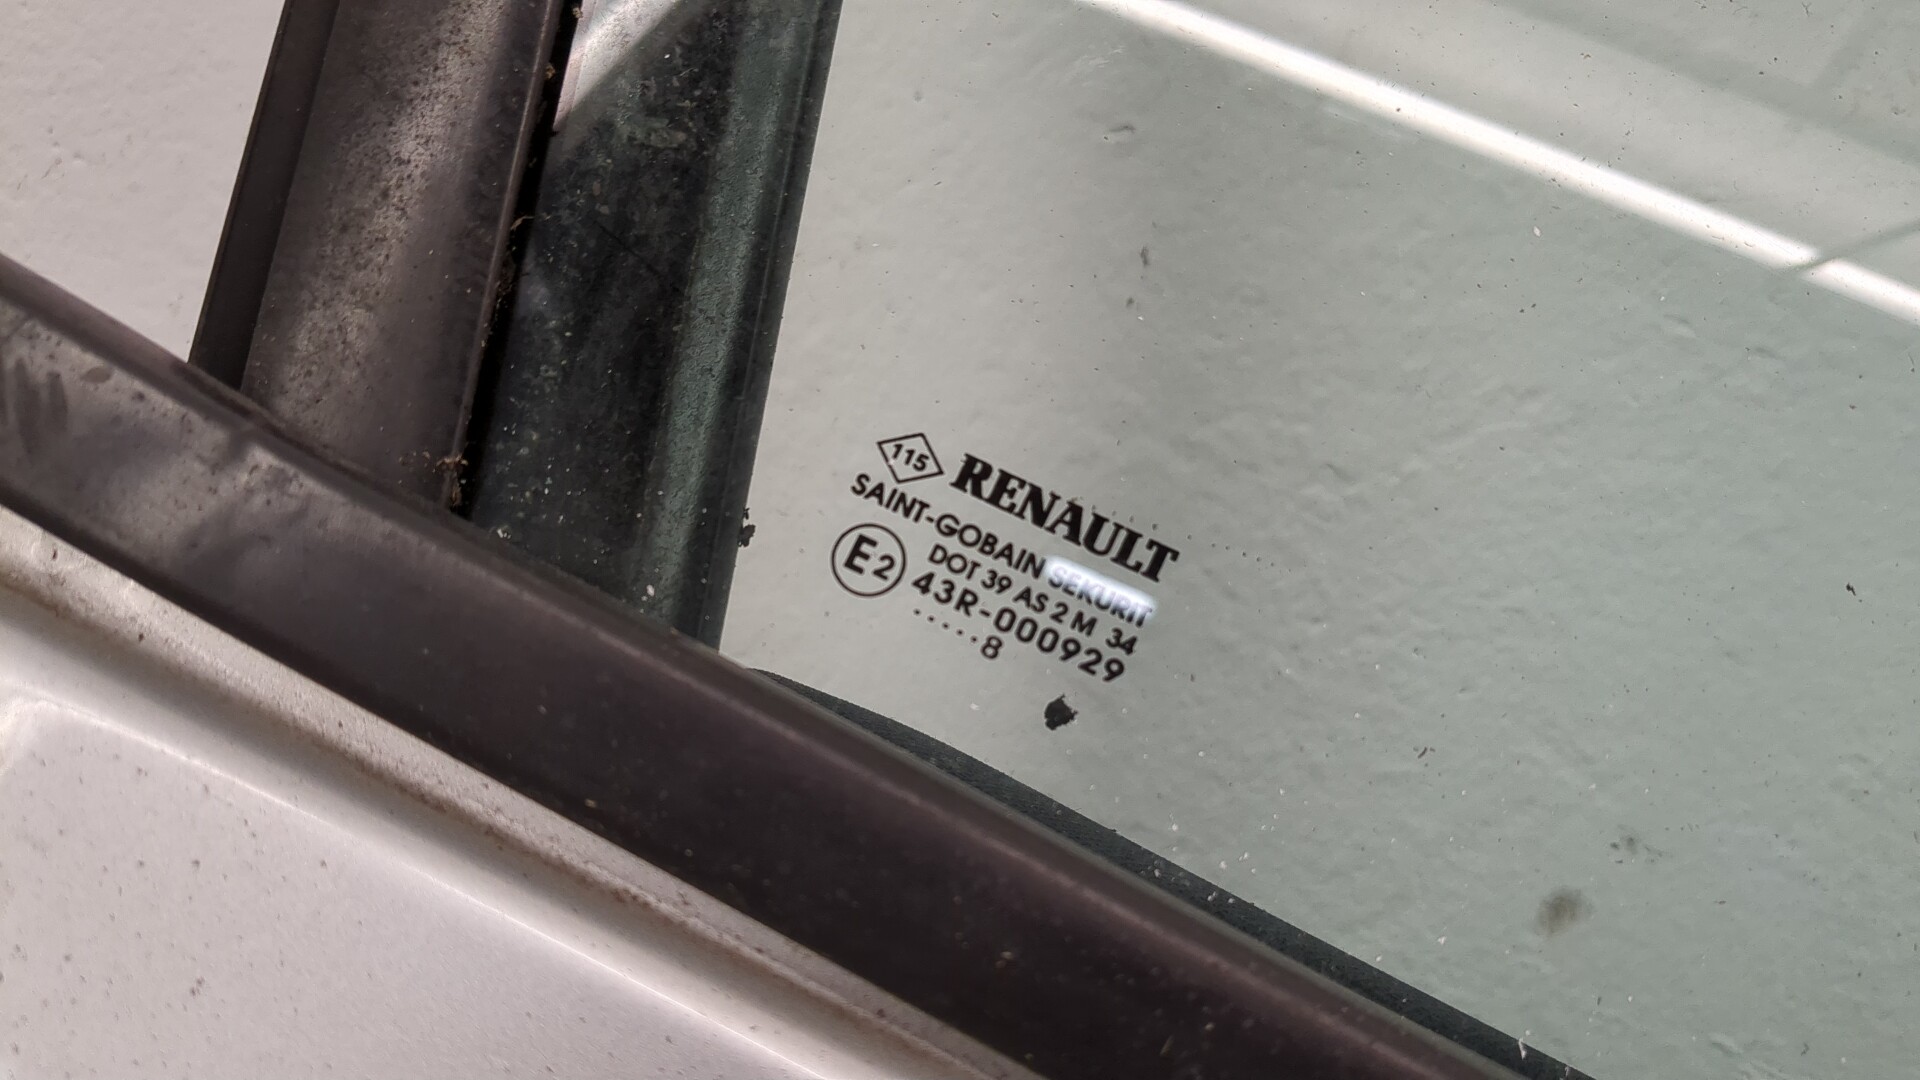 115 RENAULT
SAINT-GOBAIN SEKURIT
DOT 39 AS 2 M 34
E2 43R-000929
.....8